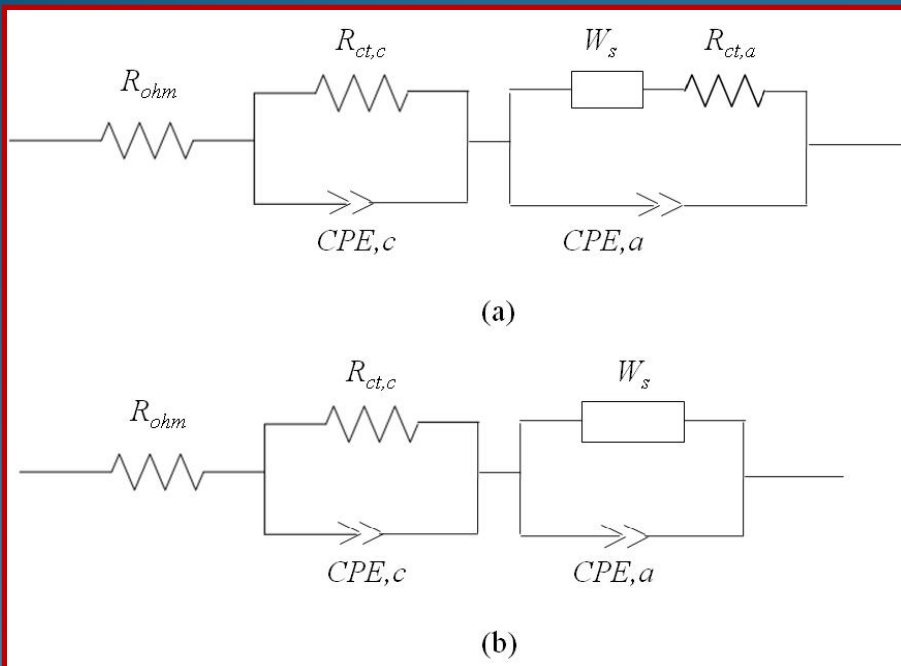 R_ohm R_ct,c W_s R_ct,a
CPE,c CPE,a
(a)
R_ohm R_ct,c W_s
CPE,c CPE,a
(b)